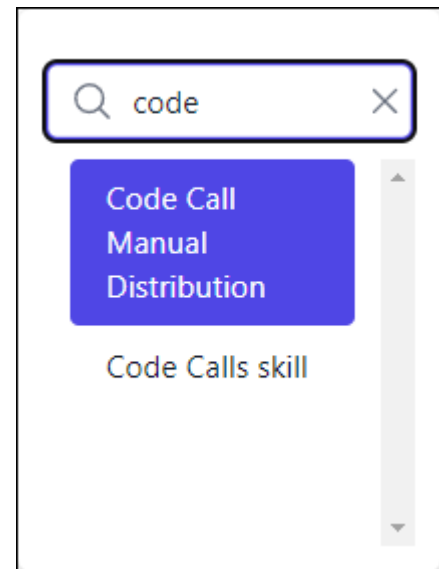 code
Code Call
Manual
Distribution
Code Calls skill